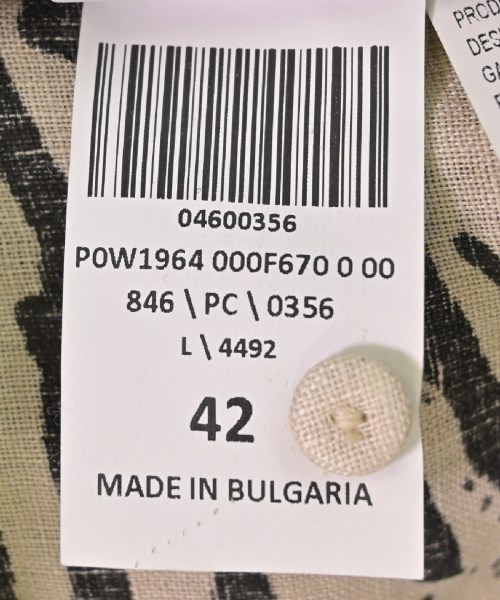 04600356
P0W1964 000F670 0 00
846 \ PC \ 0356
L \ 4492
42
MADE IN BULGARIA